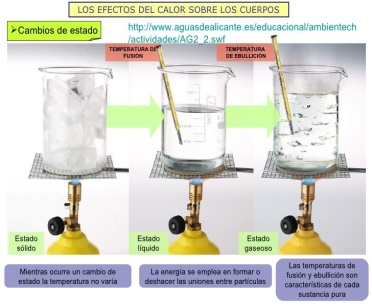 LOS EFECTOS DEL CALOR SOBRE LOS CUERPOS
Cambios de estado
http://www.aguasdealicante.es/educacional/ambientech
/actividades/AG2_2.swf
TEMPERATURA DE
FUSIÓN
TEMPERATURA
DE EBULLICIÓN
Estado
sólido
Estado
líquido
Estado
gaseoso
Mientras ocurre un cambio de
estado la temperatura no varía
La energía se emplea en formar o
deshacer las uniones entre partículas
Las temperaturas de
fusión y ebullición son
características de cada
sustancia pura